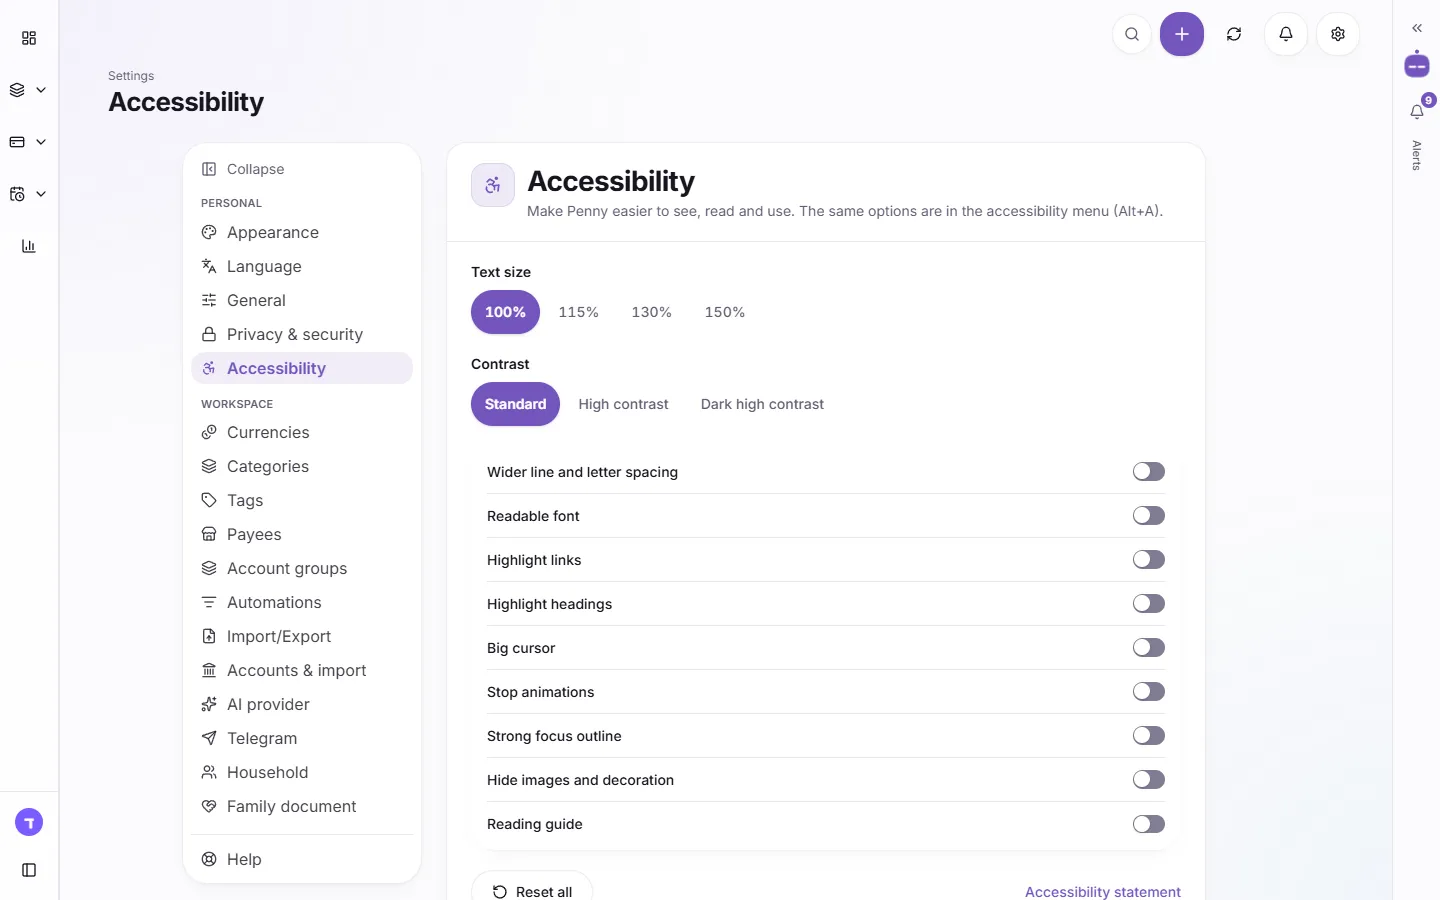 Settings
Accessibility
9
Alerts
Collapse
PERSONAL
Appearance
Language
General
Privacy & security
Accessibility
WORKSPACE
Currencies
Categories
Tags
Payees
Account groups
Automations
Import/Export
Accounts & import
AI provider
Telegram
Household
Family document
Help
Accessibility
Make Penny easier to see, read and use. The same options are in the accessibility menu (Alt+A).
Text size
100% 115% 130% 150%
Contrast
Standard High contrast Dark high contrast
Wider line and letter spacing
Readable font
Highlight links
Highlight headings
Big cursor
Stop animations
Strong focus outline
Hide images and decoration
Reading guide
Reset all Accessibility statement